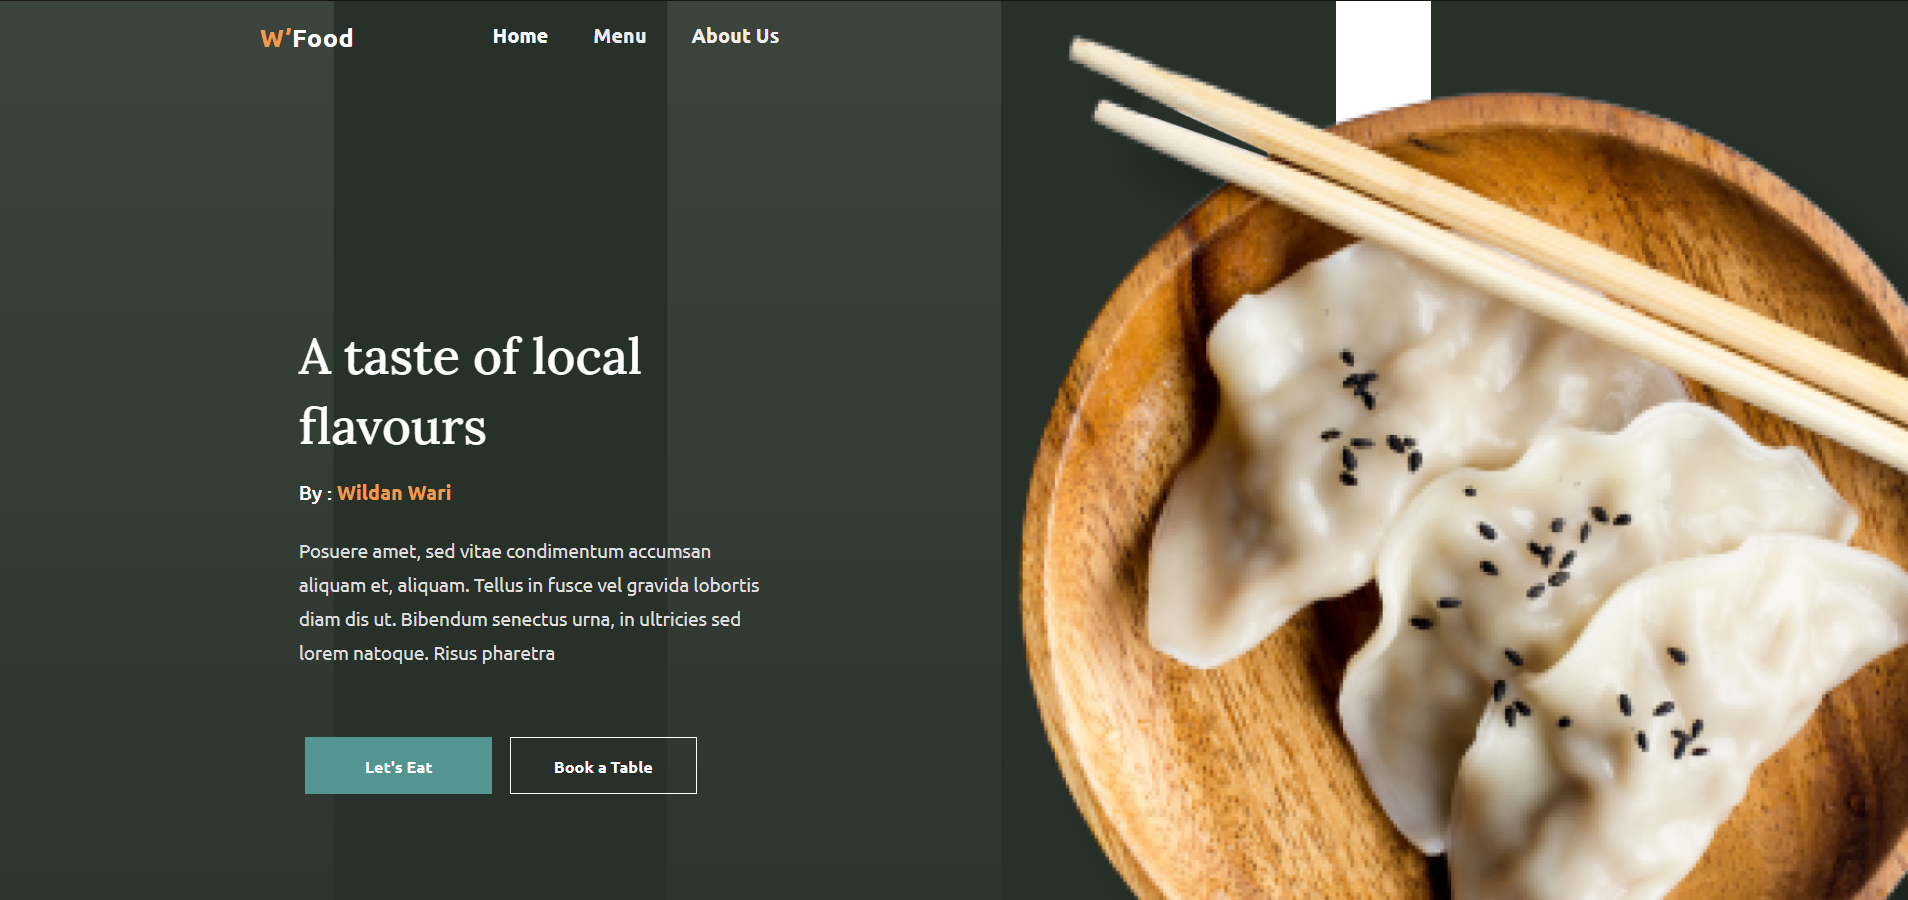 W’Food
Home Menu About Us
A taste of local
flavours
By : Wildan Wari
Posuere amet, sed vitae condimentum accumsan
aliquam et, aliquam. Tellus in fusce vel gravida lobortis
diam dis ut. Bibendum senectus urna, in ultricies sed
lorem natoque. Risus pharetra
Let's Eat
Book a Table